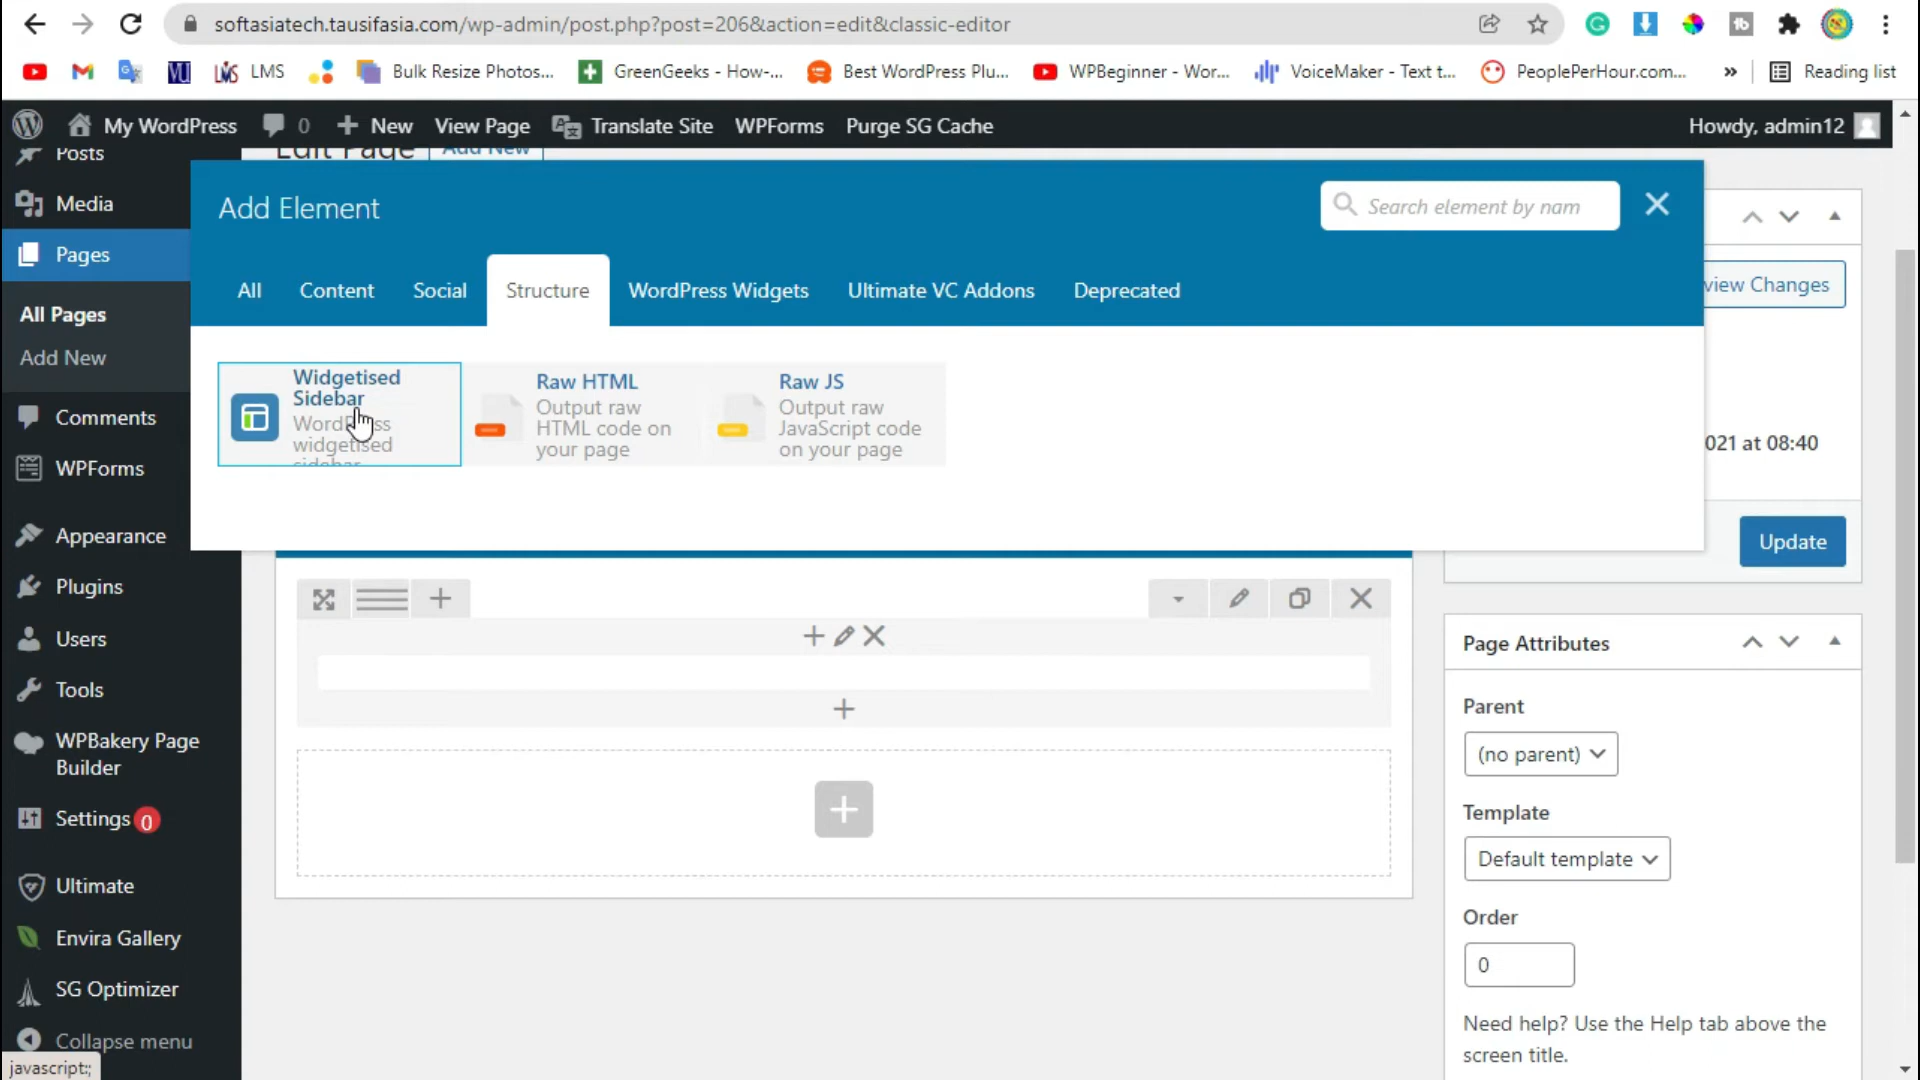 softasiatech.tausifasia.com/wp-admin/post.php?post=206&action=edit&classic-editor
VU
LMS
LMS
Bulk Resize Photos...
GreenGeeks - How-...
Best WordPress Plu...
WPBeginner - Wor...
VoiceMaker - Text t...
PeoplePerHour.com...
»
Reading list
My WordPress
0
New
View Page
Translate Site
WPForms
Purge SG Cache
Howdy, admin12
Posts
Media
Pages
All Pages
Add New
Comments
WPForms
Appearance
Plugins
Users
Tools
WPBakery Page
Builder
Settings 0
Ultimate
Envira Gallery
SG Optimizer
Collapse menu
javascript:;
Edit Page
Add New
Add Element
Search element by nam
All
Content
Social
Structure
WordPress Widgets
Ultimate VC Addons
Deprecated
Widgetised
Sidebar
WordPress
widgetised
sidebar
Raw HTML
Output raw
HTML code on
your page
Raw JS
Output raw
JavaScript code
on your page
view Changes
021 at 08:40
Update
Page Attributes
Parent
(no parent)
Template
Default template
Order
0
Need help? Use the Help tab above the
screen title.